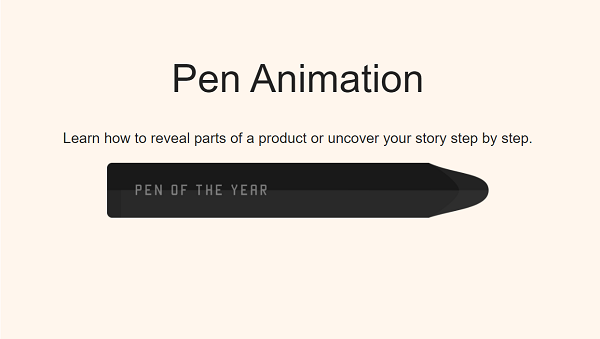 Pen Animation
Learn how to reveal parts of a product or uncover your story step by step.
PEN OF THE YEAR